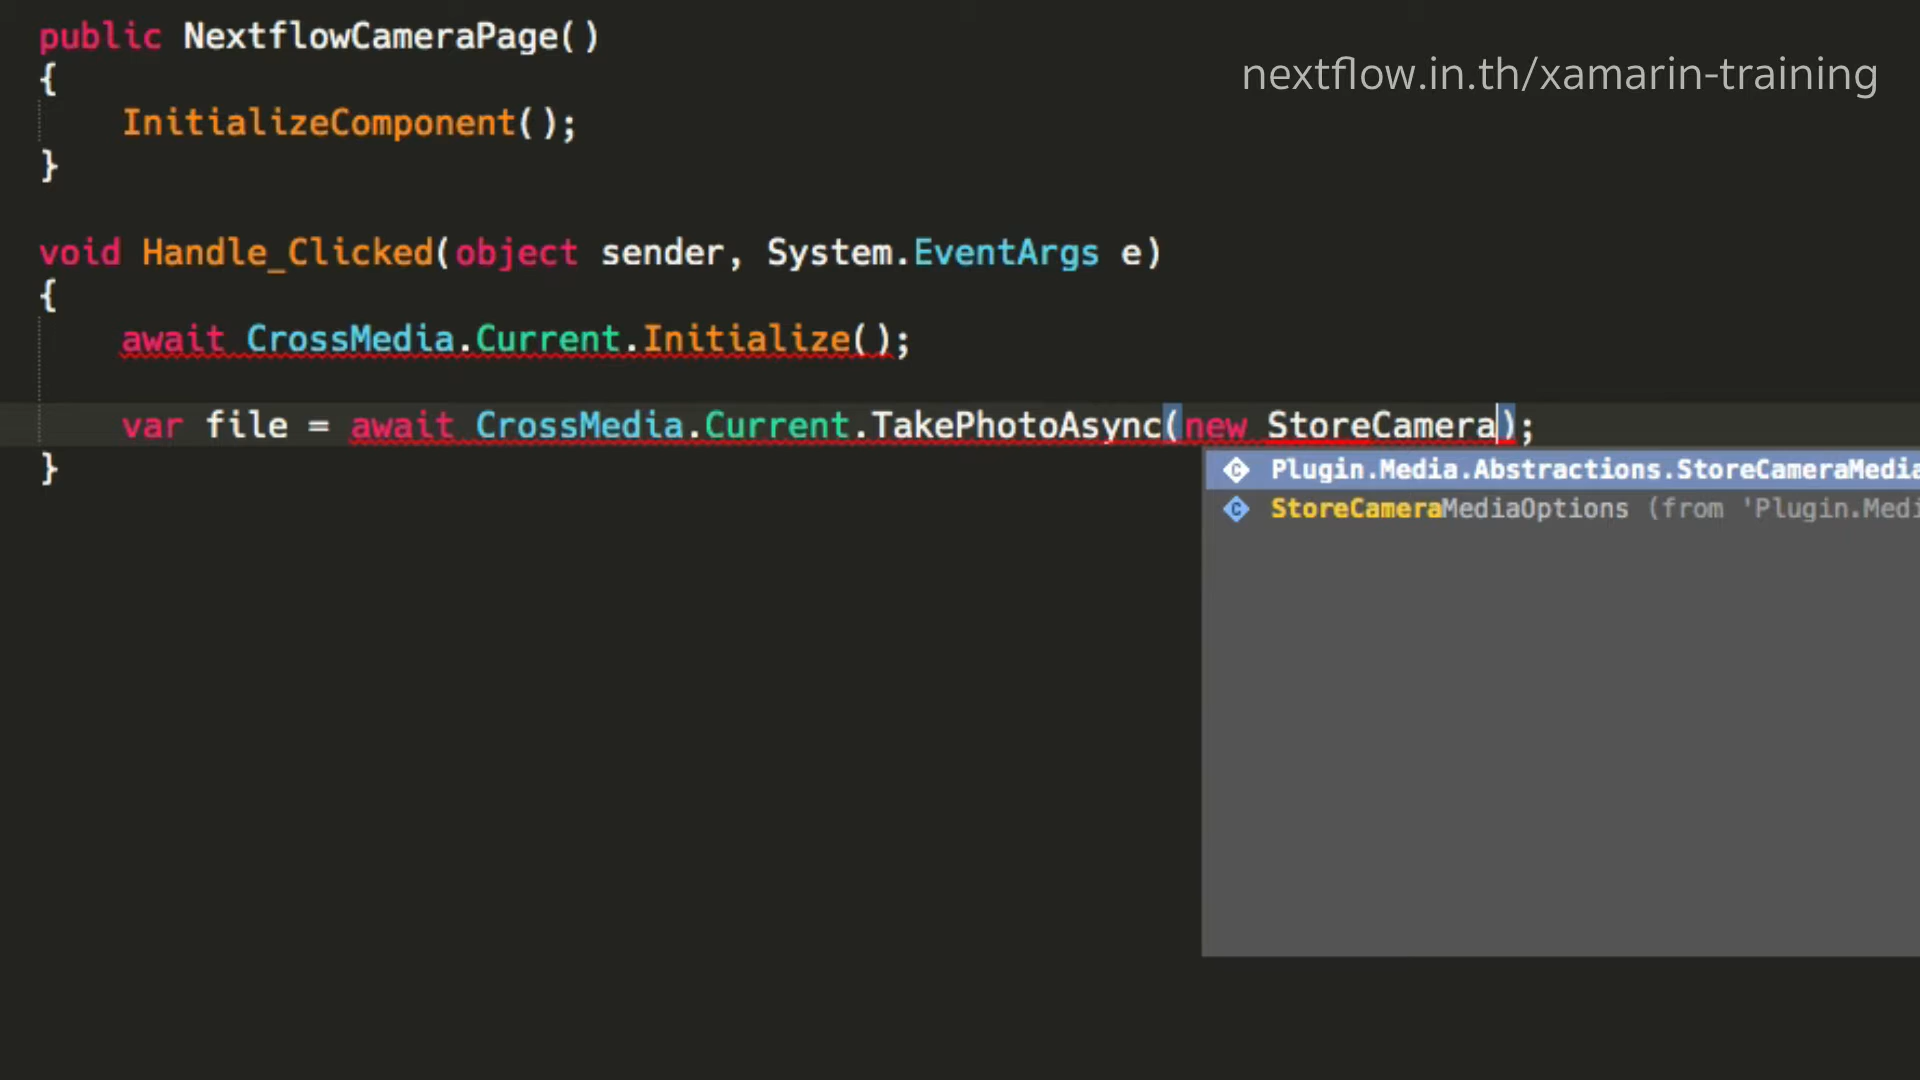 public NextflowCameraPage()
nextflow.in.th/xamarin-training
{
InitializeComponent();
}
void Handle_Clicked(object sender, System.EventArgs e)
{
await CrossMedia.Current.Initialize();
var file = await CrossMedia.Current.TakePhotoAsync(new StoreCamera);
}
Plugin.Media.Abstractions.StoreCameraMedia
StoreCameraMediaOptions (from 'Plugin.Medi